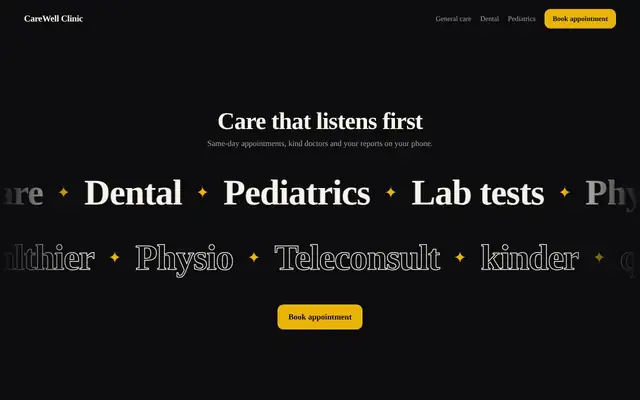 CareWell Clinic
General care Dental Pediatrics Book appointment
Care that listens first
Same-day appointments, kind doctors and your reports on your phone.
Dental ✦ Pediatrics ✦ Lab tests ✦
Physio ✦ Teleconsult ✦ kinder ✦
Book appointment